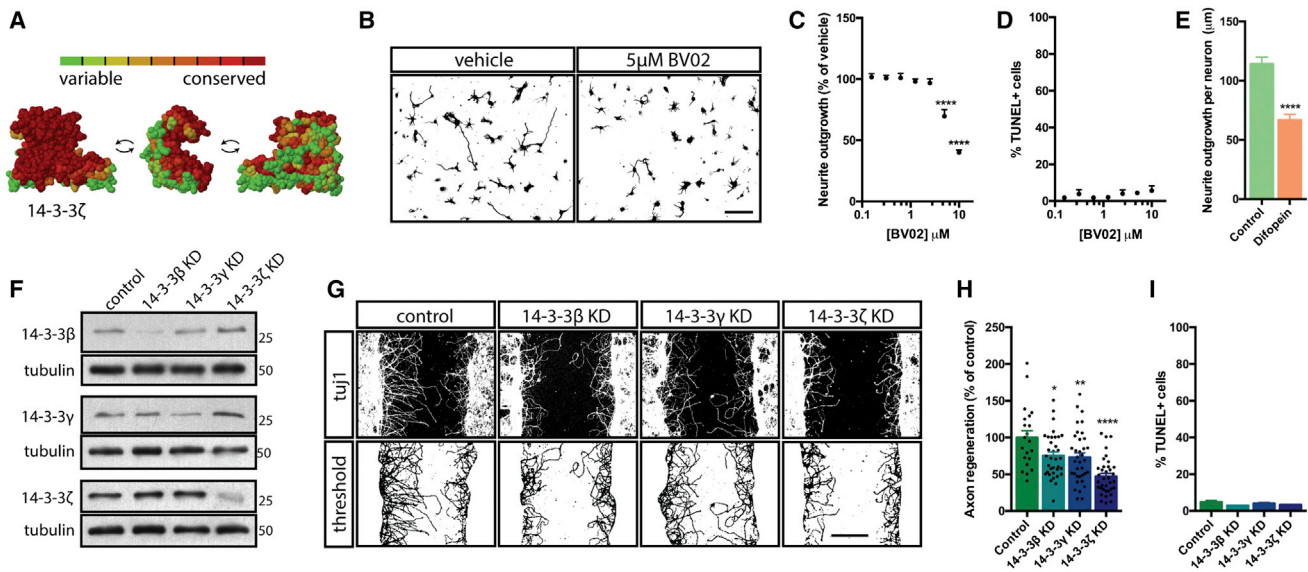 A
variable conserved
14-3-3ζ
B
vehicle 5µM BV02
C
Neurite outgrowth (% of vehicle)
150
100
50
0
0.1 1 10
[BV02] µM
****
****
D
% TUNEL+ cells
100
80
60
40
20
0
0.1 1 10
[BV02] µM
E
Neurite outgrowth per neuron (µm)
150
100
50
0
****
Control
Difopein
F
control
14-3-3β KD
14-3-3γ KD
14-3-3ζ KD
14-3-3β 25
tubulin 50
14-3-3γ 25
tubulin 50
14-3-3ζ 25
tubulin 50
G
control 14-3-3β KD 14-3-3γ KD 14-3-3ζ KD
tuj1
threshold
H
Axon regeneration (% of control)
250
200
150
100
50
0
*
**
****
Control
14-3-3β KD
14-3-3γ KD
14-3-3ζ KD
I
% TUNEL+ cells
100
80
60
40
20
0
Control
14-3-3β KD
14-3-3γ KD
14-3-3ζ KD